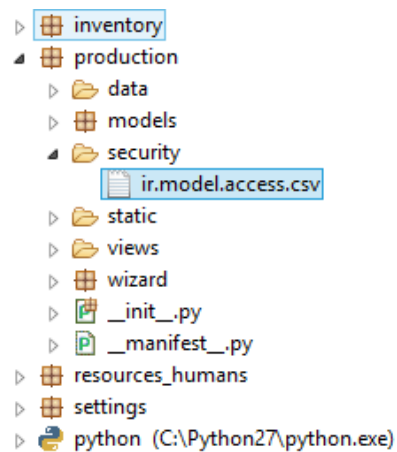 inventory
production
data
models
security
ir.model.access.csv
static
views
wizard
__init__.py
__manifest__.py
resources_humans
settings
python (C:\Python27\python.exe)